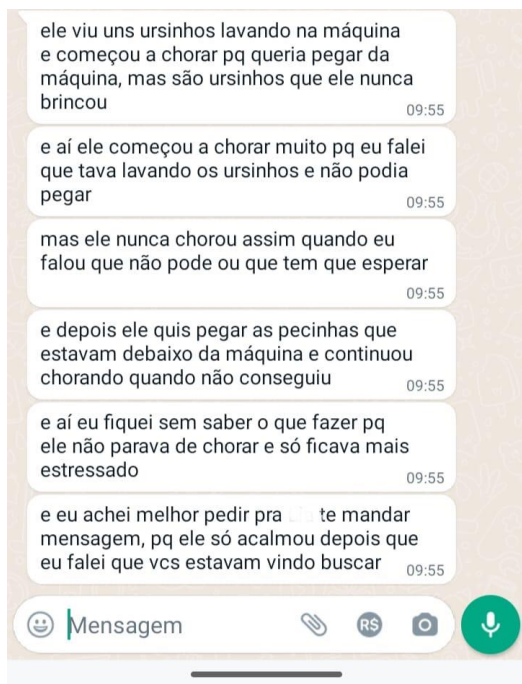 ele viu uns ursinhos lavando na máquina
e começou a chorar pq queria pegar da
máquina, mas são ursinhos que ele nunca
brincou
09:55
e aí ele começou a chorar muito pq eu falei
que tava lavando os ursinhos e não podia
pegar
09:55
mas ele nunca chorou assim quando eu
falou que não pode ou que tem que esperar
09:55
e depois ele quis pegar as pecinhas que
estavam debaixo da máquina e continuou
chorando quando não conseguiu
09:55
e aí eu fiquei sem saber o que fazer pq
ele não parava de chorar e só ficava mais
estressado
09:55
e eu achei melhor pedir pra te mandar
mensagem, pq ele só acalmou depois que
eu falei que vcs estavam vindo buscar
09:55
Mensagem
R$